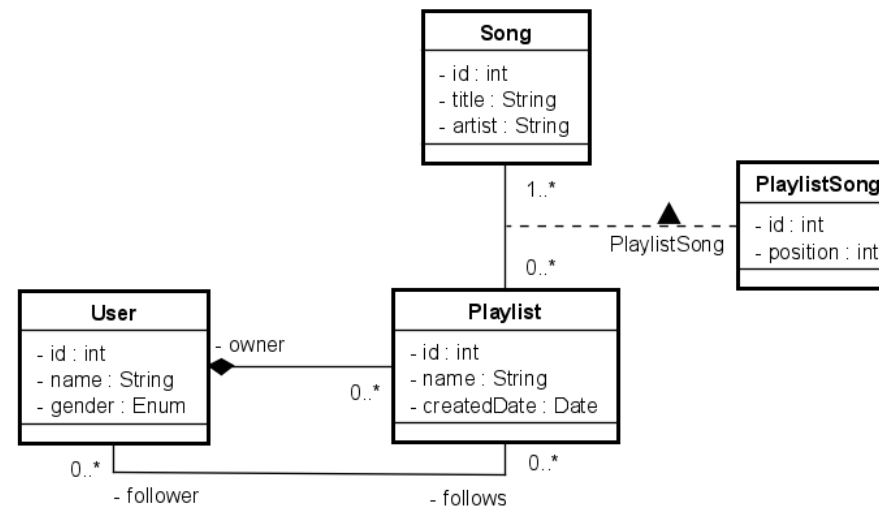 Song
- id : int
- title : String
- artist : String
1..*
PlaylistSong
- id : int
- position : int
PlaylistSong
0..*
User
- id : int
- name : String
- gender : Enum
- owner
0..*
Playlist
- id : int
- name : String
- createdDate : Date
0..*
- follower
0..*
- follows